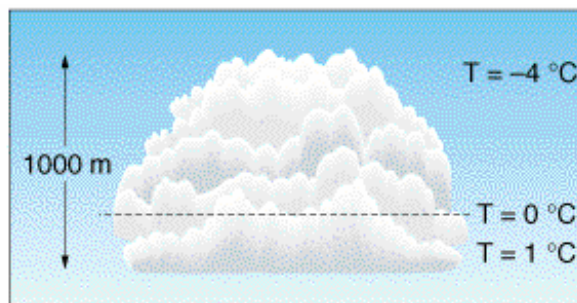 T = –4 °C
1000 m
T = 0 °C
T = 1 °C